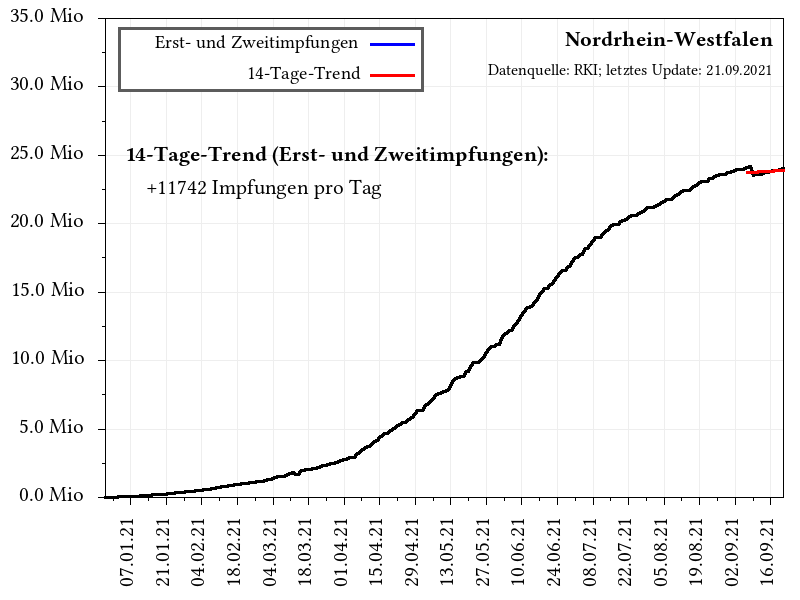 35.0 Mio
30.0 Mio
25.0 Mio
20.0 Mio
15.0 Mio
10.0 Mio
5.0 Mio
0.0 Mio
Erst- und Zweitimpfungen
14-Tage-Trend
Nordrhein-Westfalen
Datenquelle: RKI; letztes Update: 21.09.2021
14-Tage-Trend (Erst- und Zweitimpfungen):
+11742 Impfungen pro Tag
07.01.21
21.01.21
04.02.21
18.02.21
04.03.21
18.03.21
01.04.21
15.04.21
29.04.21
13.05.21
27.05.21
10.06.21
24.06.21
08.07.21
22.07.21
05.08.21
19.08.21
02.09.21
16.09.21